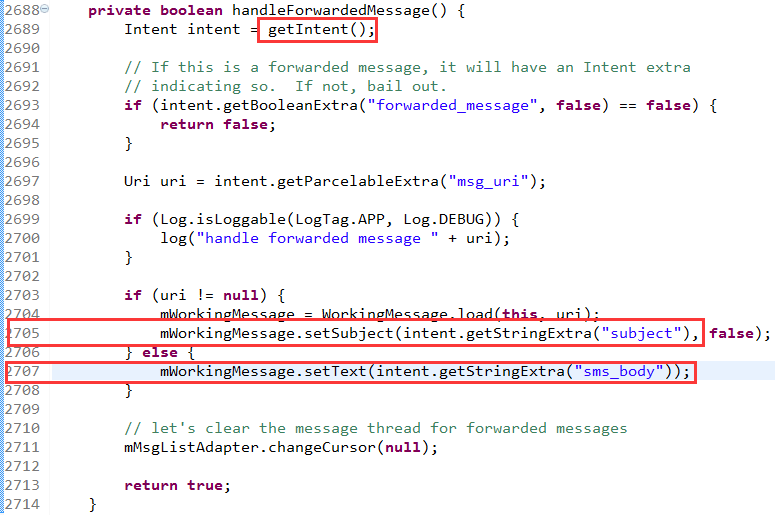 2688 private boolean handleForwardedMessage() {
2689 Intent intent = getIntent();
2690
2691 // If this is a forwarded message, it will have an Intent extra
2692 // indicating so.  If not, bail out.
2693 if (intent.getBooleanExtra("forwarded_message", false) == false) {
2694 return false;
2695 }
2696
2697 Uri uri = intent.getParcelableExtra("msg_uri");
2698
2699 if (Log.isLoggable(LogTag.APP, Log.DEBUG)) {
2700 log("handle forwarded message " + uri);
2701 }
2702
2703 if (uri != null) {
2704 mWorkingMessage = WorkingMessage.load(this, uri);
2705 mWorkingMessage.setSubject(intent.getStringExtra("subject"), false);
2706 } else {
2707 mWorkingMessage.setText(intent.getStringExtra("sms_body"));
2708 }
2709
2710 // let's clear the message thread for forwarded messages
2711 mMsgListAdapter.changeCursor(null);
2712
2713 return true;
2714 }